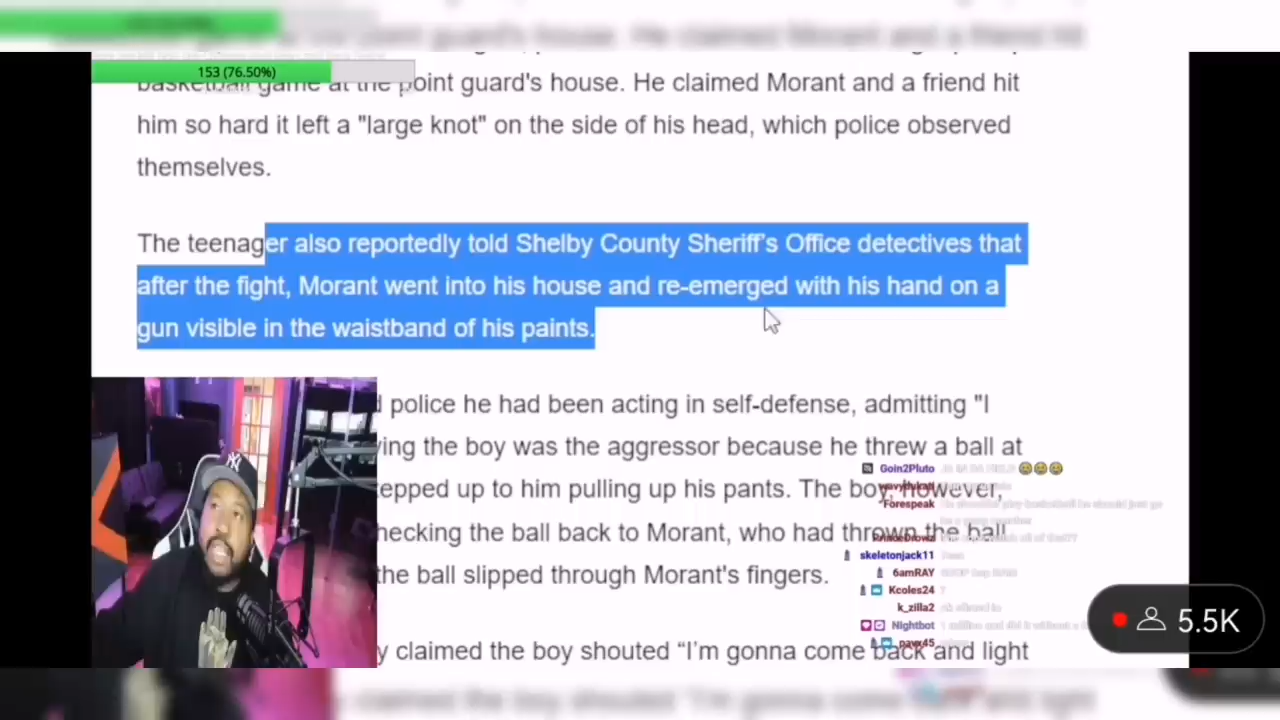 153 (76.50%)
basketball game at the point guard's house. He claimed Morant and a friend hit
him so hard it left a "large knot" on the side of his head, which police observed
themselves.
The teenager also reportedly told Shelby County Sheriff's Office detectives that
after the fight, Morant went into his house and re-emerged with his hand on a
gun visible in the waistband of his paints.
police he had been acting in self-defense, admitting "I
ying the boy was the aggressor because he threw a ball at
tepped up to him pulling up his pants. The boy, however,
hecking the ball back to Morant, who had thrown the ball
the ball slipped through Morant's fingers.
y claimed the boy shouted “I'm gonna come back and light
Goin2Pluto
wavydukati
Forespeak
PrinceDrowz
skeletonjack11
6amRAY
Kcoles24 ?
k_zilla2
Nightbot
pavx45
5.5K